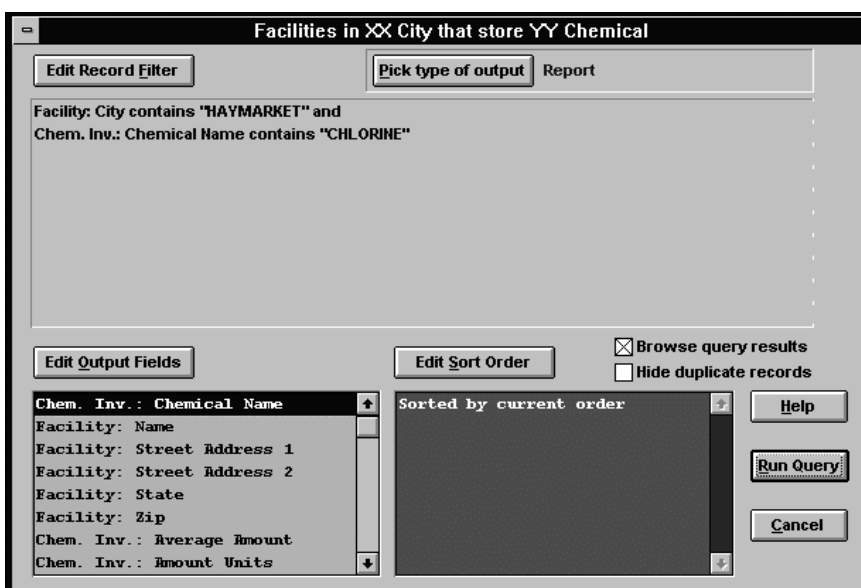 Facilities in XX City that store YY Chemical
Edit Record Filter
Pick type of output
Report
Facility: City contains "HAYMARKET" and
Chem. Inv.: Chemical Name contains "CHLORINE"
Edit Output Fields
Edit Sort Order
Browse query results
Hide duplicate records
Chem. Inv.: Chemical Name
Facility: Name
Facility: Street Address 1
Facility: Street Address 2
Facility: State
Facility: Zip
Chem. Inv.: Average Amount
Chem. Inv.: Amount Units
Sorted by current order
Help
Run Query
Cancel